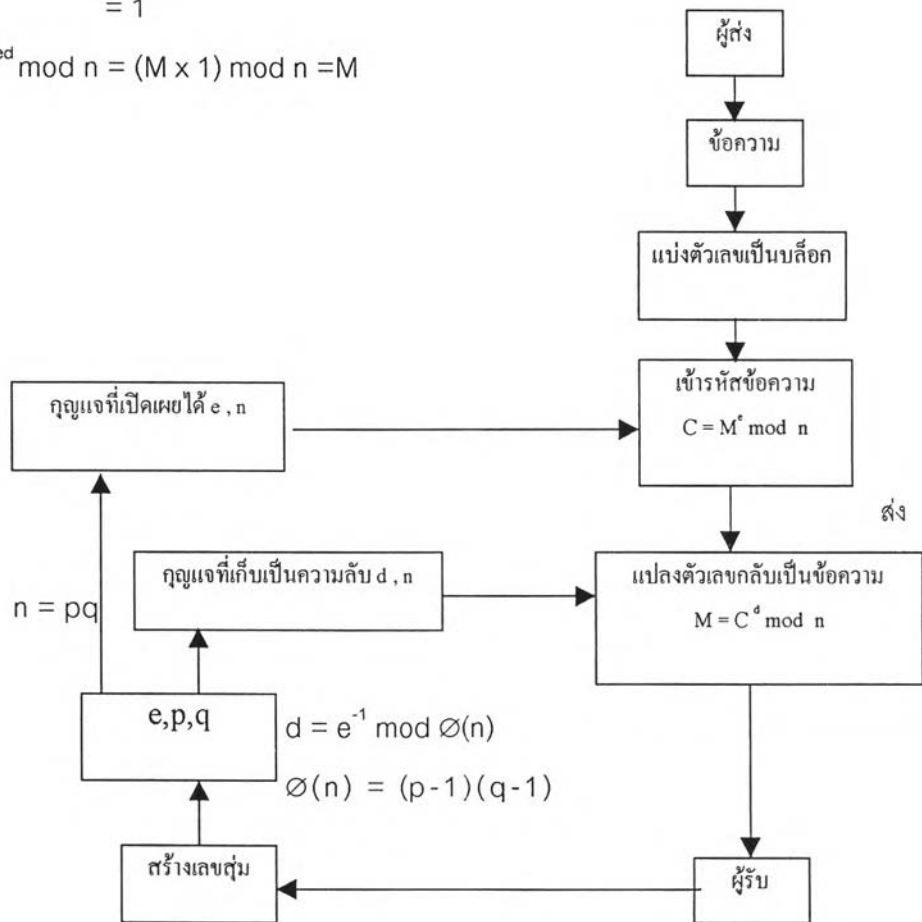 = 1
ed mod n = (M x 1) mod n =M
ผู้ส่ง
ข้อความ
แบ่งตัวเลขเป็นบล็อก
เข้ารหัสข้อความ
C = M^e mod n
กุญแจที่เปิดเผยได้ e , n
ส่ง
กุญแจที่เก็บเป็นความลับ d , n
แปลงตัวเลขกลับเป็นข้อความ
M = C^d mod n
n = pq
e,p,q
d = e^-1 mod ∅(n)
∅(n) = (p-1)(q-1)
สร้างเลขสุ่ม
ผู้รับ